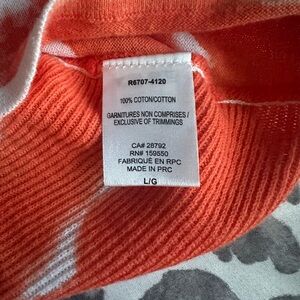 R6707-4120
100% COTON/COTTON
GARNITURES NON COMPRISES /
EXCLUSIVE OF TRIMMINGS
CA# 28792
RN# 159550
FABRIQUÉ EN RPC
MADE IN PRC
L/G